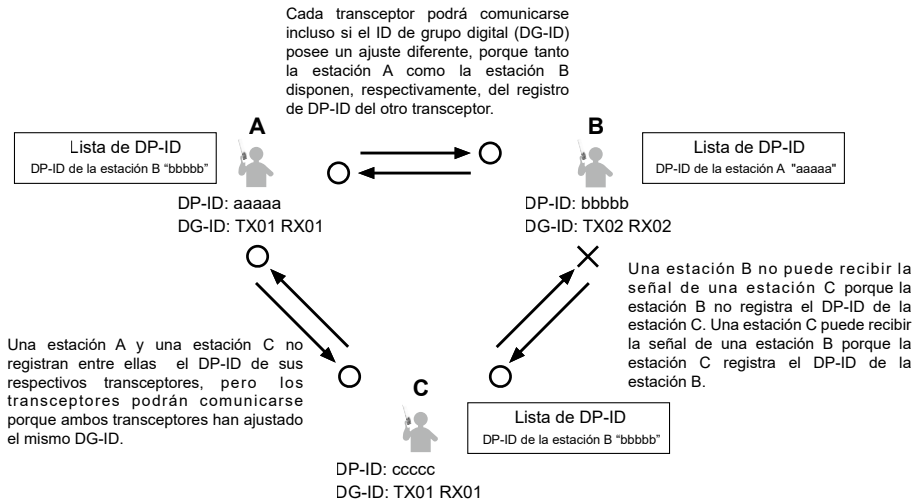 Cada transceptor podrá comunicarse
incluso si el ID de grupo digital (DG-ID)
posee un ajuste diferente, porque tanto
la estación A como la estación B
disponen, respectivamente, del registro
de DP-ID del otro transceptor.
A
B
Lista de DP-ID
DP-ID de la estación B “bbbbb”
Lista de DP-ID
DP-ID de la estación A "aaaaa"
DP-ID: aaaaa
DG-ID: TX01 RX01
DP-ID: bbbbb
DG-ID: TX02 RX02
Una estación B no puede recibir la
señal de una estación C porque la
estación B no registra el DP-ID de la
estación C. Una estación C puede recibir
la señal de una estación B porque la
estación C registra el DP-ID de la
estación B.
Una estación A y una estación C no
registran entre ellas el DP-ID de sus
respectivos transceptores, pero los
transceptores podrán comunicarse
porque ambos transceptores han ajustado
el mismo DG-ID.
C
Lista de DP-ID
DP-ID de la estación B “bbbbb”
DP-ID: ccccc
DG-ID: TX01 RX01